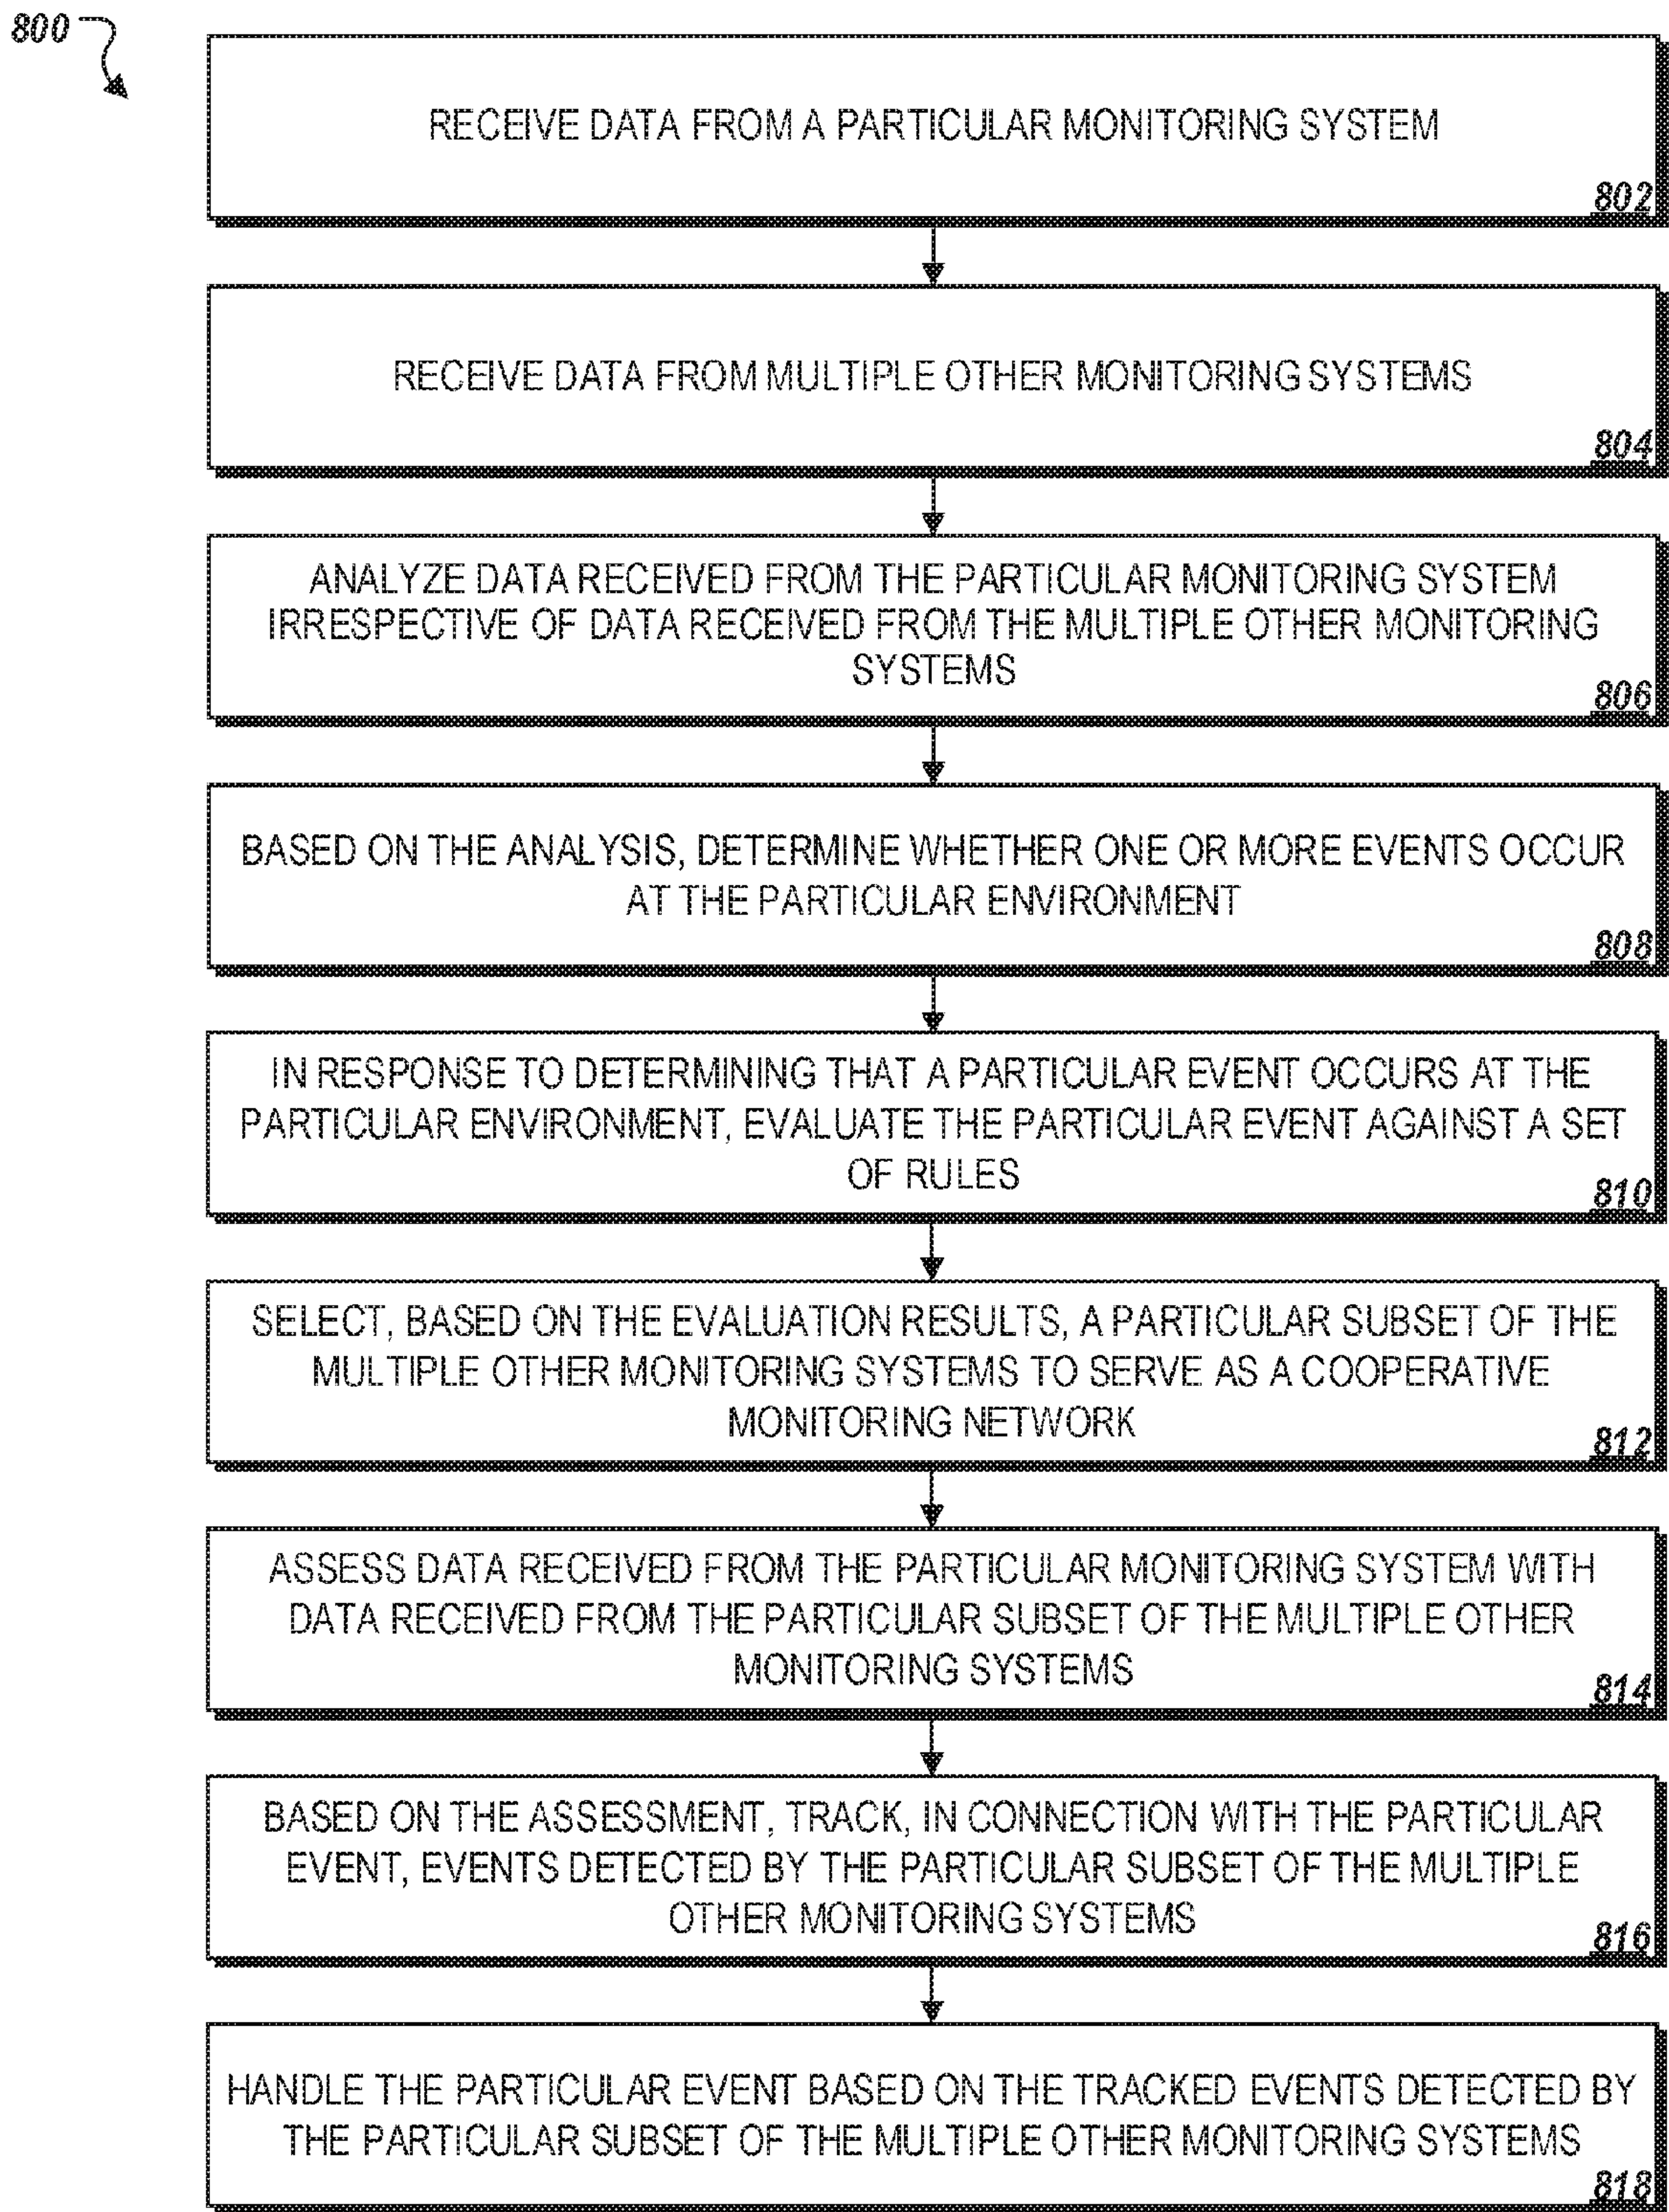 800
RECEIVE DATA FROM A PARTICULAR MONITORING SYSTEM
802
RECEIVE DATA FROM MULTIPLE OTHER MONITORING SYSTEMS
804
ANALYZE DATA RECEIVED FROM THE PARTICULAR MONITORING SYSTEM
IRRESPECTIVE OF DATA RECEIVED FROM THE MULTIPLE OTHER MONITORING
SYSTEMS
806
BASED ON THE ANALYSIS, DETERMINE WHETHER ONE OR MORE EVENTS OCCUR
AT THE PARTICULAR ENVIRONMENT
808
IN RESPONSE TO DETERMINING THAT A PARTICULAR EVENT OCCURS AT THE
PARTICULAR ENVIRONMENT, EVALUATE THE PARTICULAR EVENT AGAINST A SET
OF RULES
810
SELECT, BASED ON THE EVALUATION RESULTS, A PARTICULAR SUBSET OF THE
MULTIPLE OTHER MONITORING SYSTEMS TO SERVE AS A COOPERATIVE
MONITORING NETWORK
812
ASSESS DATA RECEIVED FROM THE PARTICULAR MONITORING SYSTEM WITH
DATA RECEIVED FROM THE PARTICULAR SUBSET OF THE MULTIPLE OTHER
MONITORING SYSTEMS
814
BASED ON THE ASSESSMENT, TRACK, IN CONNECTION WITH THE PARTICULAR
EVENT, EVENTS DETECTED BY THE PARTICULAR SUBSET OF THE MULTIPLE
OTHER MONITORING SYSTEMS
816
HANDLE THE PARTICULAR EVENT BASED ON THE TRACKED EVENTS DETECTED BY
THE PARTICULAR SUBSET OF THE MULTIPLE OTHER MONITORING SYSTEMS
818